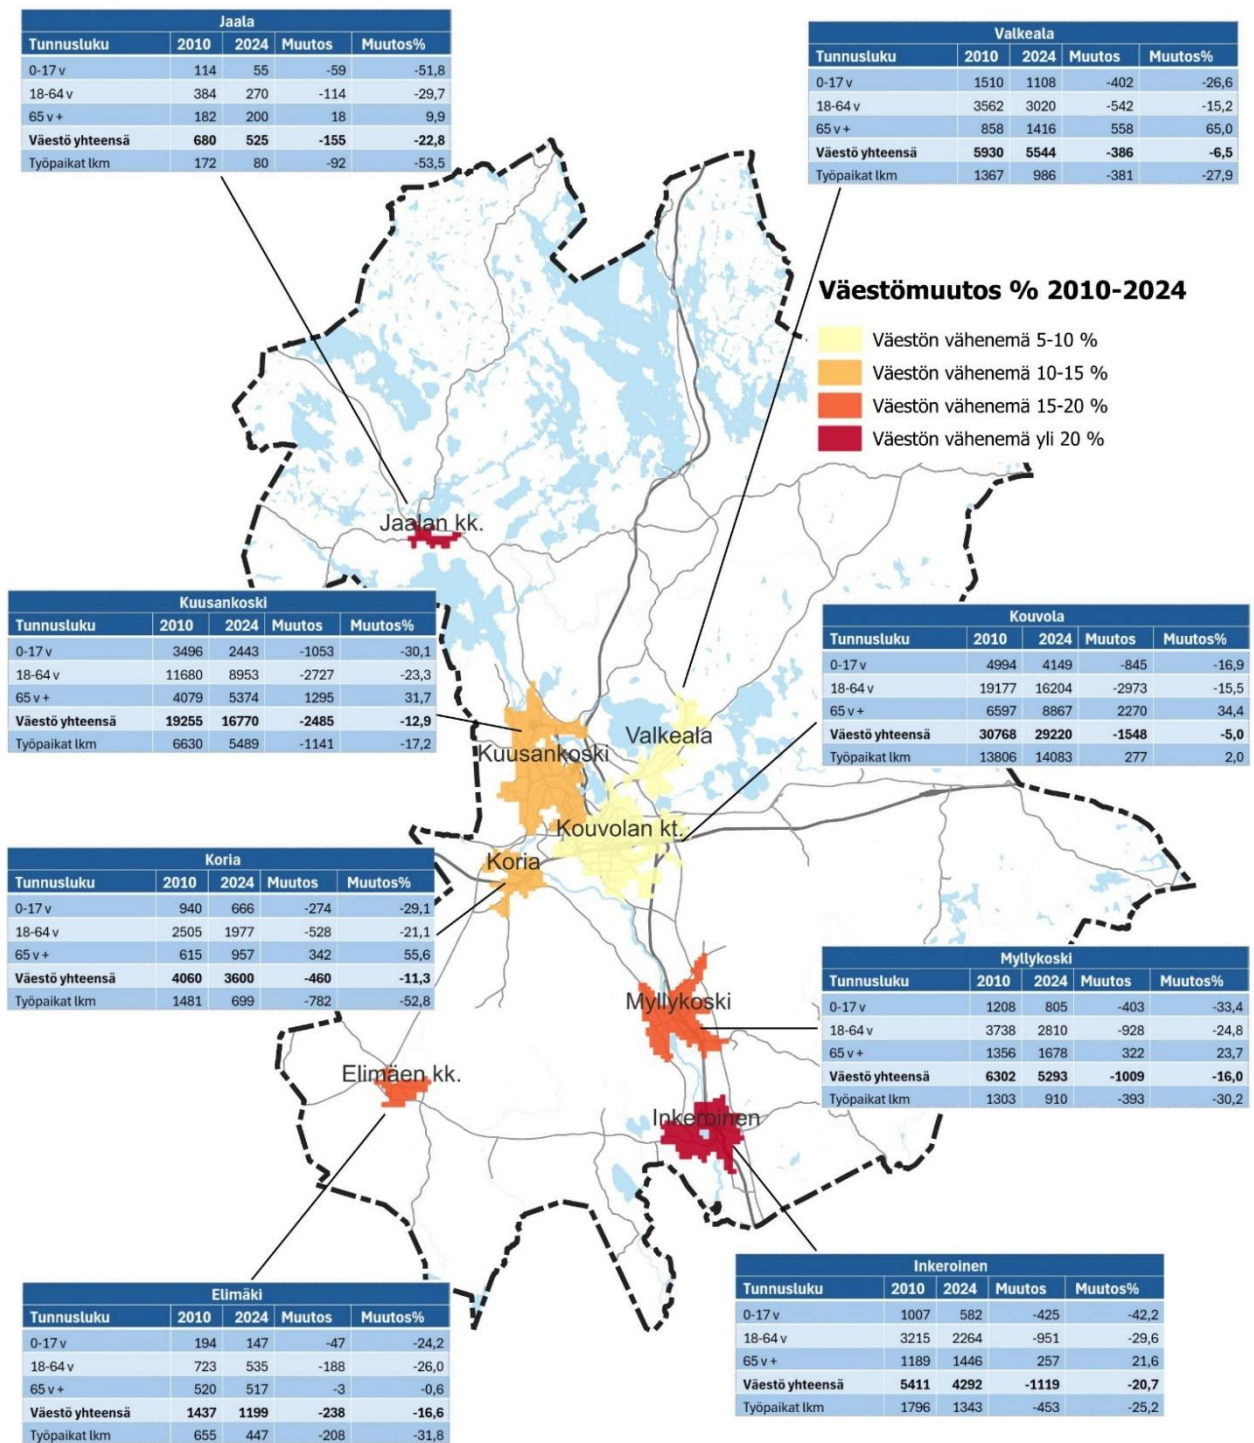 Jaala
Tunnusluku 2010 2024 Muutos Muutos%
0-17 v 114 55 -59 -51,8
18-64 v 384 270 -114 -29,7
65 v + 182 200 18 9,9
Väestö yhteensä 680 525 -155 -22,8
Työpaikat lkm 172 80 -92 -53,5
Valkeala
Tunnusluku 2010 2024 Muutos Muutos%
0-17 v 1510 1108 -402 -26,6
18-64 v 3562 3020 -542 -15,2
65 v + 858 1416 558 65,0
Väestö yhteensä 5930 5544 -386 -6,5
Työpaikat lkm 1367 986 -381 -27,9
Väestömuutos % 2010-2024
Väestön vähenemä 5-10 %
Väestön vähenemä 10-15 %
Väestön vähenemä 15-20 %
Väestön vähenemä yli 20 %
Jaalan kk.
Kuusankoski
Tunnusluku 2010 2024 Muutos Muutos%
0-17 v 3496 2443 -1053 -30,1
18-64 v 11680 8953 -2727 -23,3
65 v + 4079 5374 1295 31,7
Väestö yhteensä 19255 16770 -2485 -12,9
Työpaikat lkm 6630 5489 -1141 -17,2
Kouvola
Tunnusluku 2010 2024 Muutos Muutos%
0-17 v 4994 4149 -845 -16,9
18-64 v 19177 16204 -2973 -15,5
65 v + 6597 8867 2270 34,4
Väestö yhteensä 30768 29220 -1548 -5,0
Työpaikat lkm 13806 14083 277 2,0
Valkeala
Kuusankoski
Kouvolan kt.
Koria
Koria
Tunnusluku 2010 2024 Muutos Muutos%
0-17 v 940 666 -274 -29,1
18-64 v 2505 1977 -528 -21,1
65 v + 615 957 342 55,6
Väestö yhteensä 4060 3600 -460 -11,3
Työpaikat lkm 1481 699 -782 -52,8
Myllykoski
Tunnusluku 2010 2024 Muutos Muutos%
0-17 v 1208 805 -403 -33,4
18-64 v 3738 2810 -928 -24,8
65 v + 1356 1678 322 23,7
Väestö yhteensä 6302 5293 -1009 -16,0
Työpaikat lkm 1303 910 -393 -30,2
Myllykoski
Elimäen kk.
Inkeroinen
Elimäki
Tunnusluku 2010 2024 Muutos Muutos%
0-17 v 194 147 -47 -24,2
18-64 v 723 535 -188 -26,0
65 v + 520 517 -3 -0,6
Väestö yhteensä 1437 1199 -238 -16,6
Työpaikat lkm 655 447 -208 -31,8
Inkeroinen
Tunnusluku 2010 2024 Muutos Muutos%
0-17 v 1007 582 -425 -42,2
18-64 v 3215 2264 -951 -29,6
65 v + 1189 1446 257 21,6
Väestö yhteensä 5411 4292 -1119 -20,7
Työpaikat lkm 1796 1343 -453 -25,2